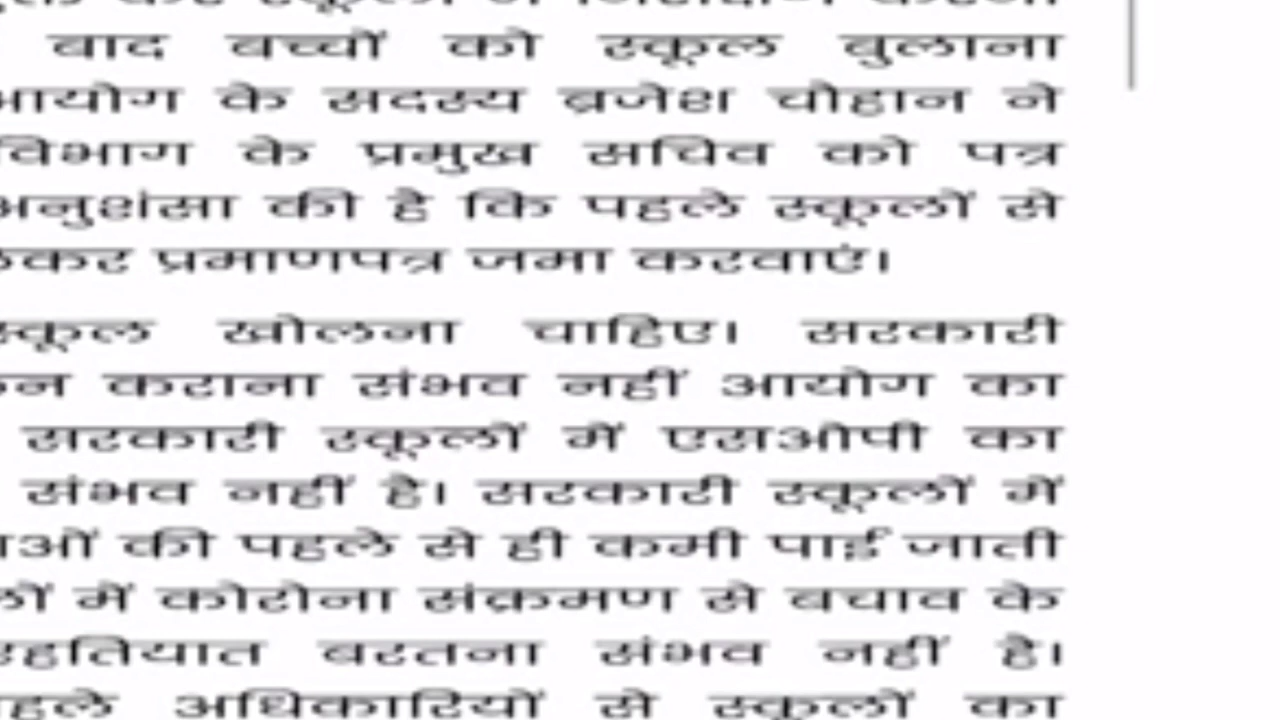 बाद बच्चों को स्कूल बुलाना
के सदस्य ब्रजेश चौहान ने
विभाग के प्रमुख सचिव को पत्र
अनुशंसा की है कि पहले स्कूलों से
प्रमाणपत्र जमा करवाएं।
स्कूल खोलना चाहिए। सरकारी
कराना संभव नहीं आयोग का
सरकारी स्कूलों में एसओपी का
संभव नहीं है। सरकारी स्कूलों में
की पहले से ही कमी पाई जाती
में कोरोना संक्रमण से बचाव के
एहतियात बरतना संभव नहीं है।
अधिकारियों से स्कूलों का